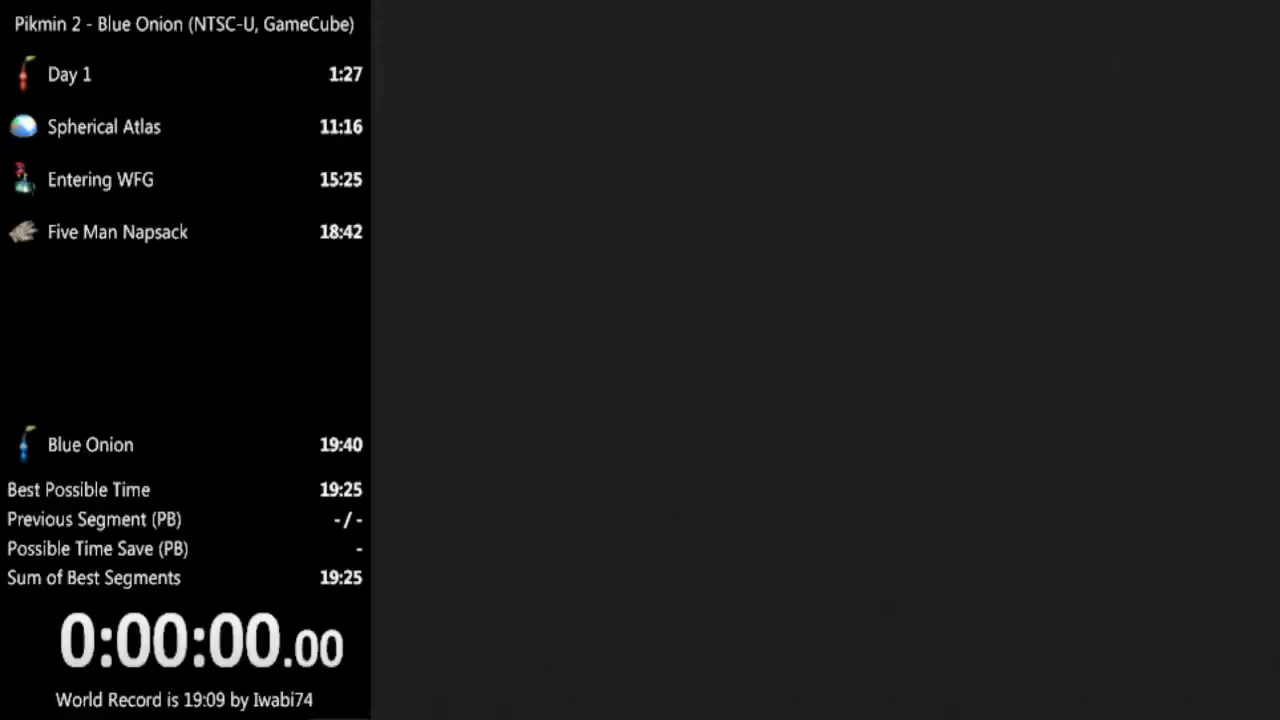 Pikmin 2 - Blue Onion (NTSC-U, GameCube)
Day 1 1:27
Spherical Atlas 11:16
Entering WFG 15:25
Five Man Napsack 18:42
Blue Onion 19:40
Best Possible Time 19:25
Previous Segment (PB) - / -
Possible Time Save (PB) -
Sum of Best Segments 19:25
0:00:00.00
World Record is 19:09 by Iwabi74